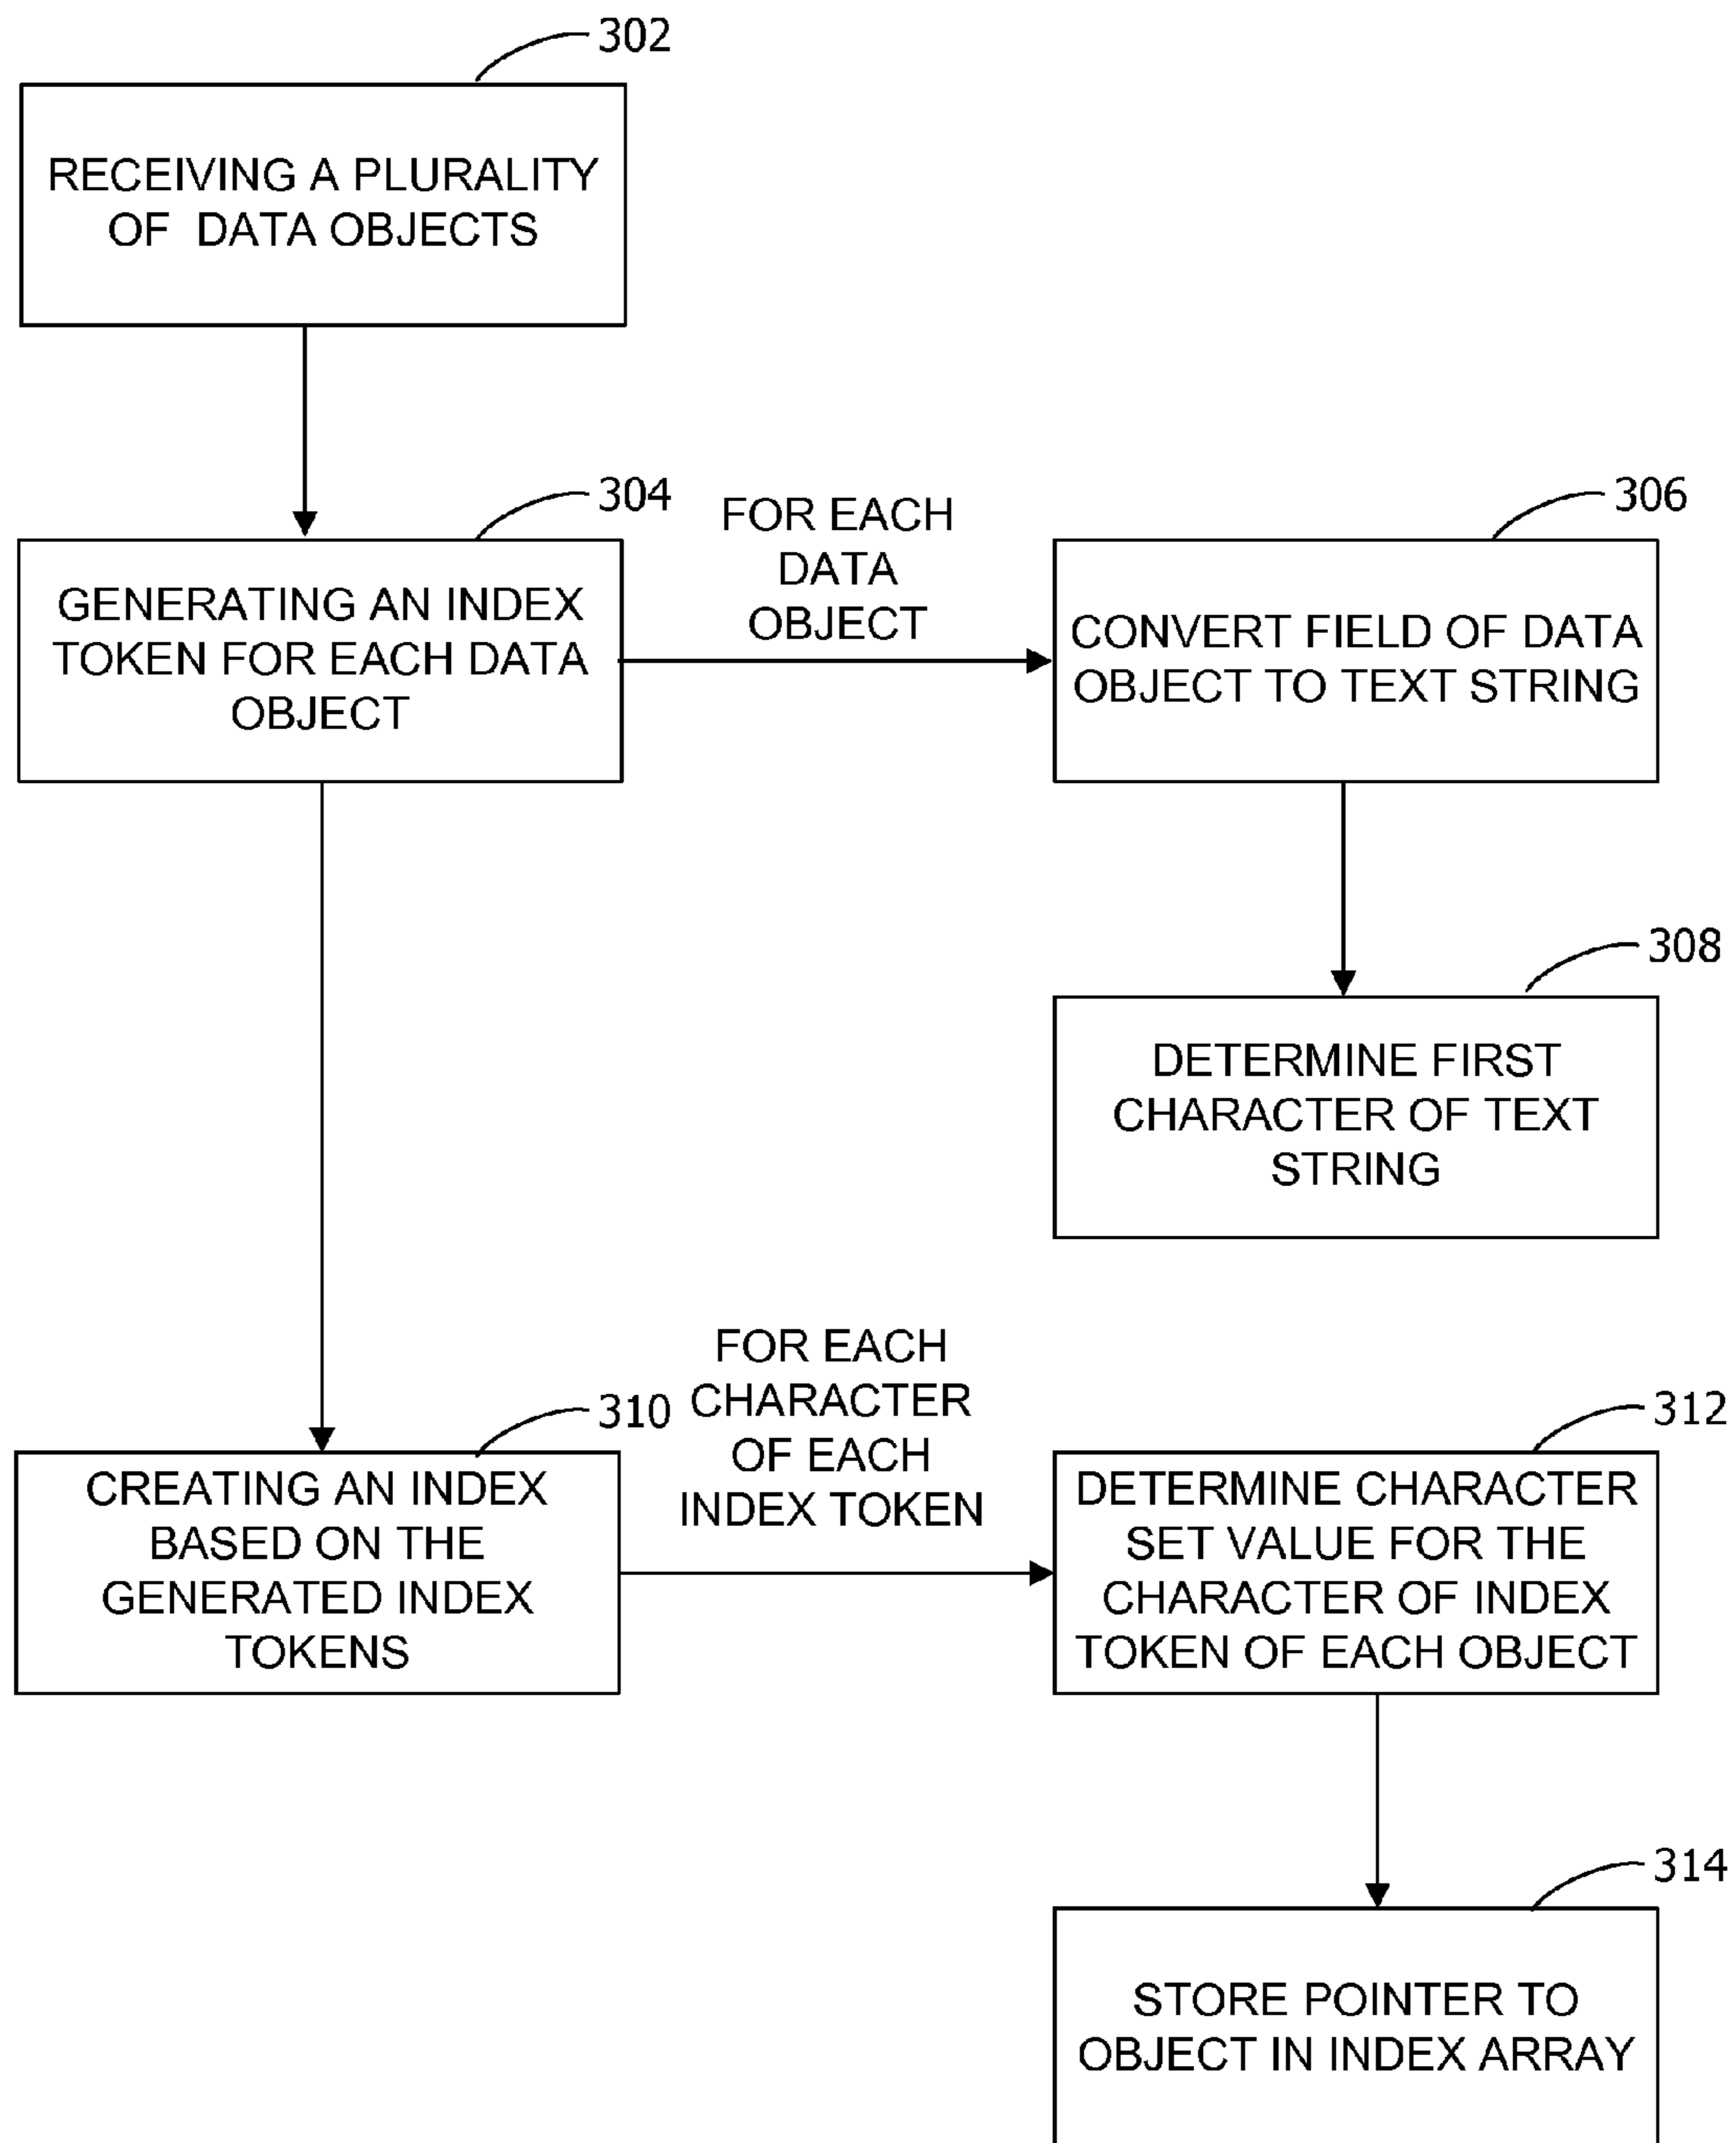 302
RECEIVING A PLURALITY
OF DATA OBJECTS
304
GENERATING AN INDEX
TOKEN FOR EACH DATA
OBJECT
FOR EACH
DATA
OBJECT
306
CONVERT FIELD OF DATA
OBJECT TO TEXT STRING
308
DETERMINE FIRST
CHARACTER OF TEXT
STRING
310
CREATING AN INDEX
BASED ON THE
GENERATED INDEX
TOKENS
FOR EACH
CHARACTER
OF EACH
INDEX TOKEN
312
DETERMINE CHARACTER
SET VALUE FOR THE
CHARACTER OF INDEX
TOKEN OF EACH OBJECT
314
STORE POINTER TO
OBJECT IN INDEX ARRAY